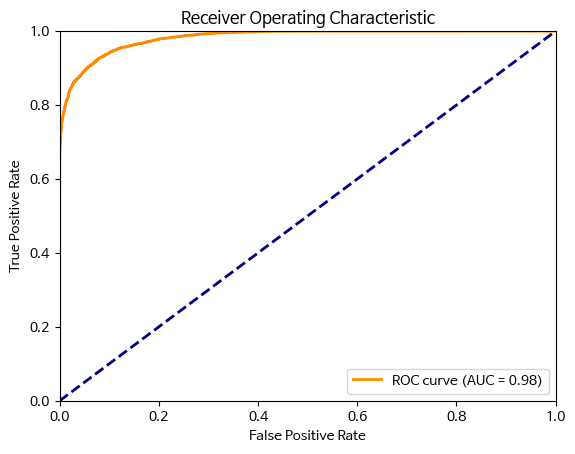 Receiver Operating Characteristic
True Positive Rate
1.0
0.8
0.6
0.4
0.2
0.0
ROC curve (AUC = 0.98)
0.0 0.2 0.4 0.6 0.8 1.0
False Positive Rate